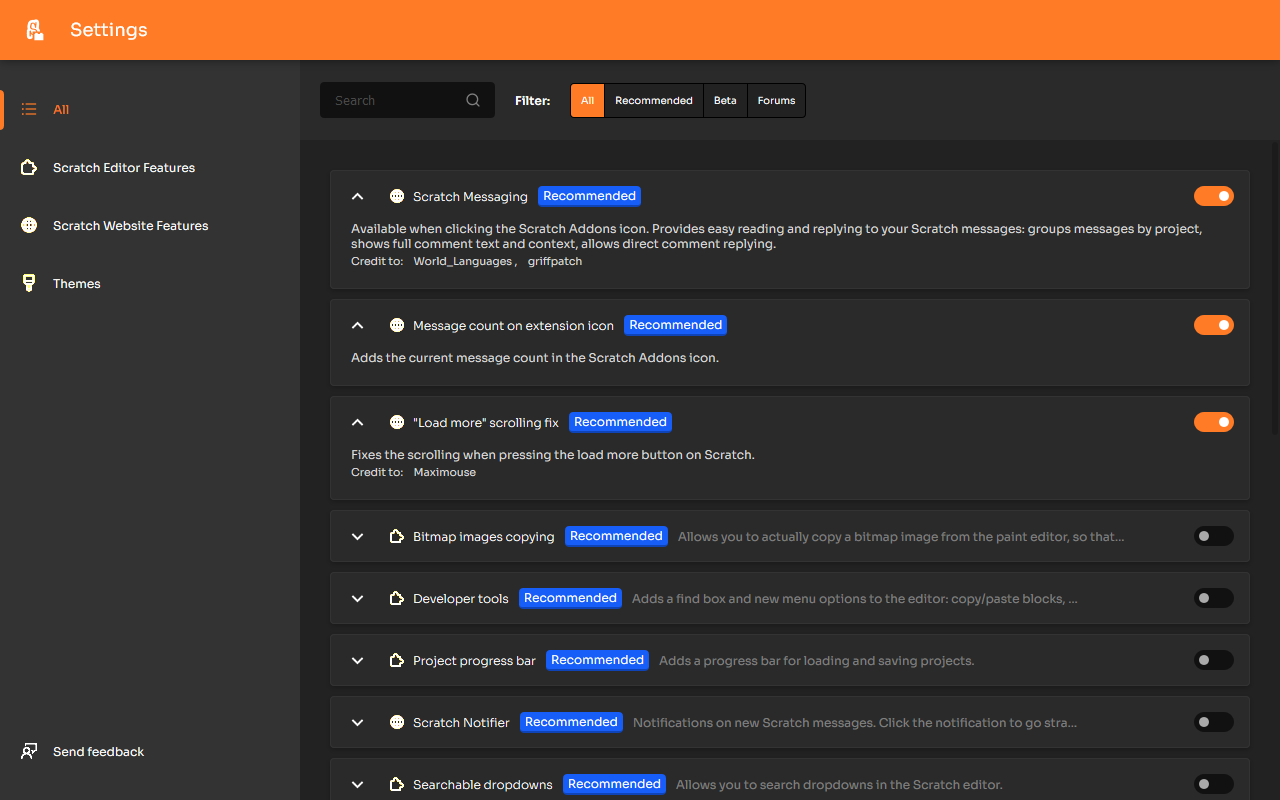 Settings
All
Scratch Editor Features
Scratch Website Features
Themes
Send feedback
Search
Filter:
All
Recommended
Beta
Forums
Scratch Messaging Recommended
Available when clicking the Scratch Addons icon. Provides easy reading and replying to your Scratch messages: groups messages by project,
shows full comment text and context, allows direct comment replying.
Credit to: World_Languages , griffpatch
Message count on extension icon Recommended
Adds the current message count in the Scratch Addons icon.
"Load more" scrolling fix Recommended
Fixes the scrolling when pressing the load more button on Scratch.
Credit to: Maximouse
Bitmap images copying Recommended Allows you to actually copy a bitmap image from the paint editor, so that...
Developer tools Recommended Adds a find box and new menu options to the editor: copy/paste blocks, ...
Project progress bar Recommended Adds a progress bar for loading and saving projects.
Scratch Notifier Recommended Notifications on new Scratch messages. Click the notification to go stra...
Searchable dropdowns Recommended Allows you to search dropdowns in the Scratch editor.